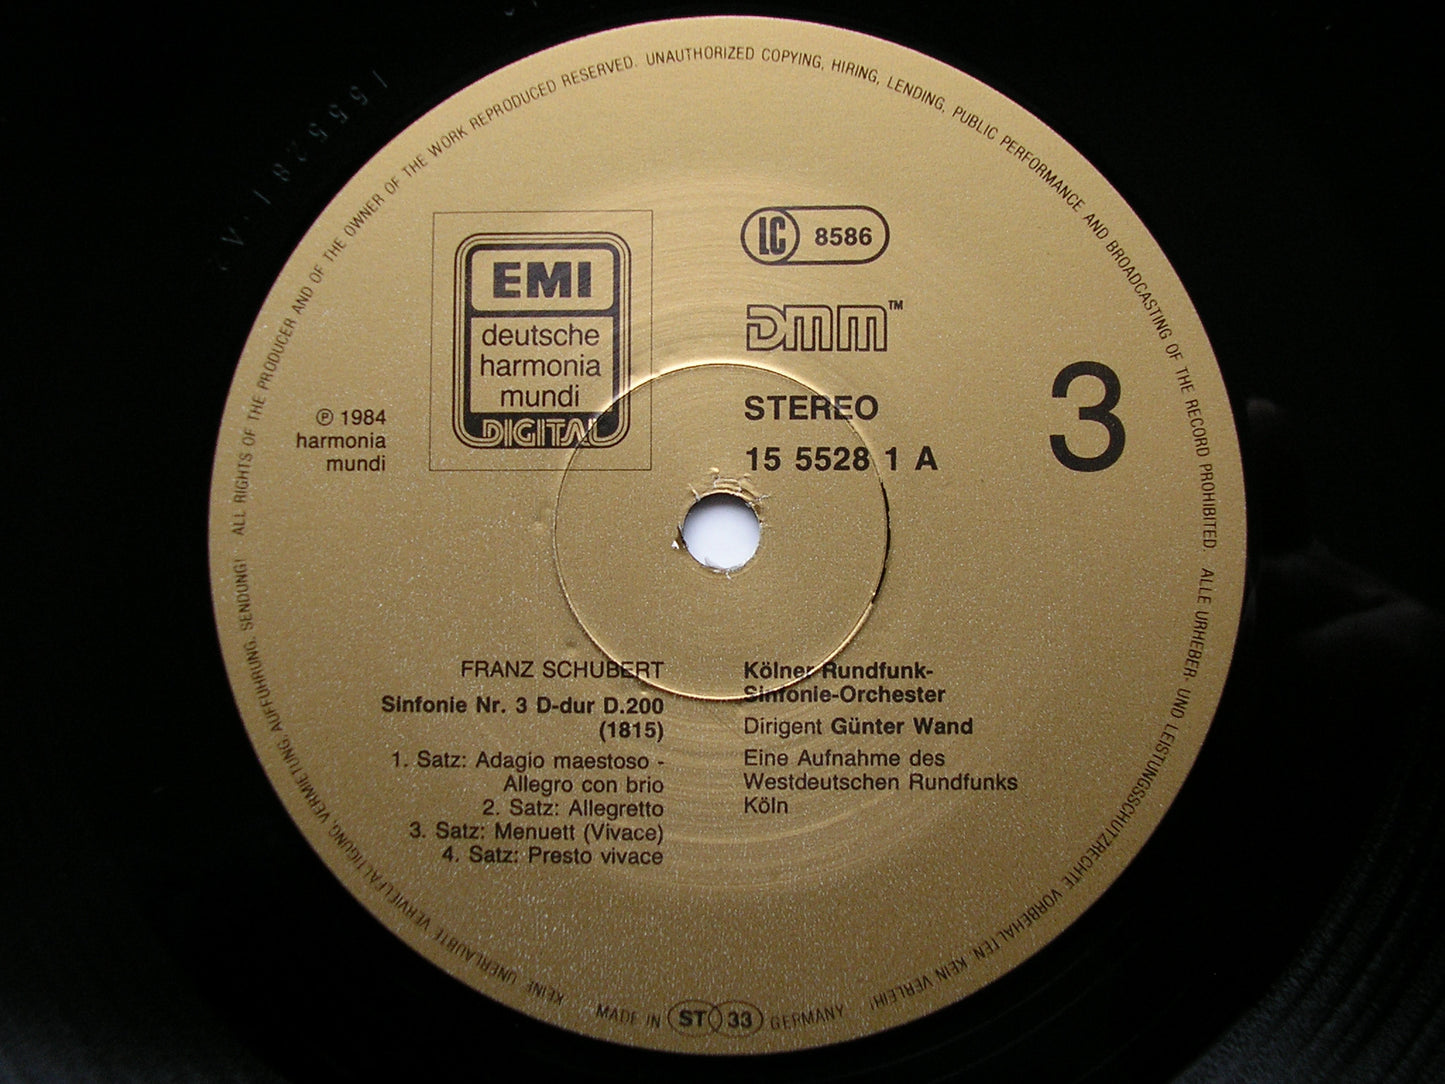 ALL RIGHTS OF THE PRODUCER AND OF THE OWNER OF THE WORK REPRODUCED RESERVED. UNAUTHORIZED COPYING, HIRING, LENDING, PUBLIC PERFORMANCE AND BROADCASTING OF THE RECORD PROHIBITED.
ALLE URHEBER- UND LEISTUNGSSCHUTZRECHTE VORBEHALTEN. KEIN VERLEIH! KEINE UNERLAUBTE VERVIELFÄLTIGUNG, VERMIETUNG, AUFFÜHRUNG, SENDUNG!
15 5528 1 A 2
EMI
deutsche
harmonia
mundi
DIGITAL
℗ 1984
harmonia
mundi
LC 8586
DMM™
STEREO
15 5528 1 A
3
FRANZ SCHUBERT
Sinfonie Nr. 3 D-dur D.200
(1815)
1. Satz: Adagio maestoso -
Allegro con brio
2. Satz: Allegretto
3. Satz: Menuett (Vivace)
4. Satz: Presto vivace
Kölner Rundfunk-
Sinfonie-Orchester
Dirigent Günter Wand
Eine Aufnahme des
Westdeutschen Rundfunks
Köln
MADE IN ST 33 GERMANY